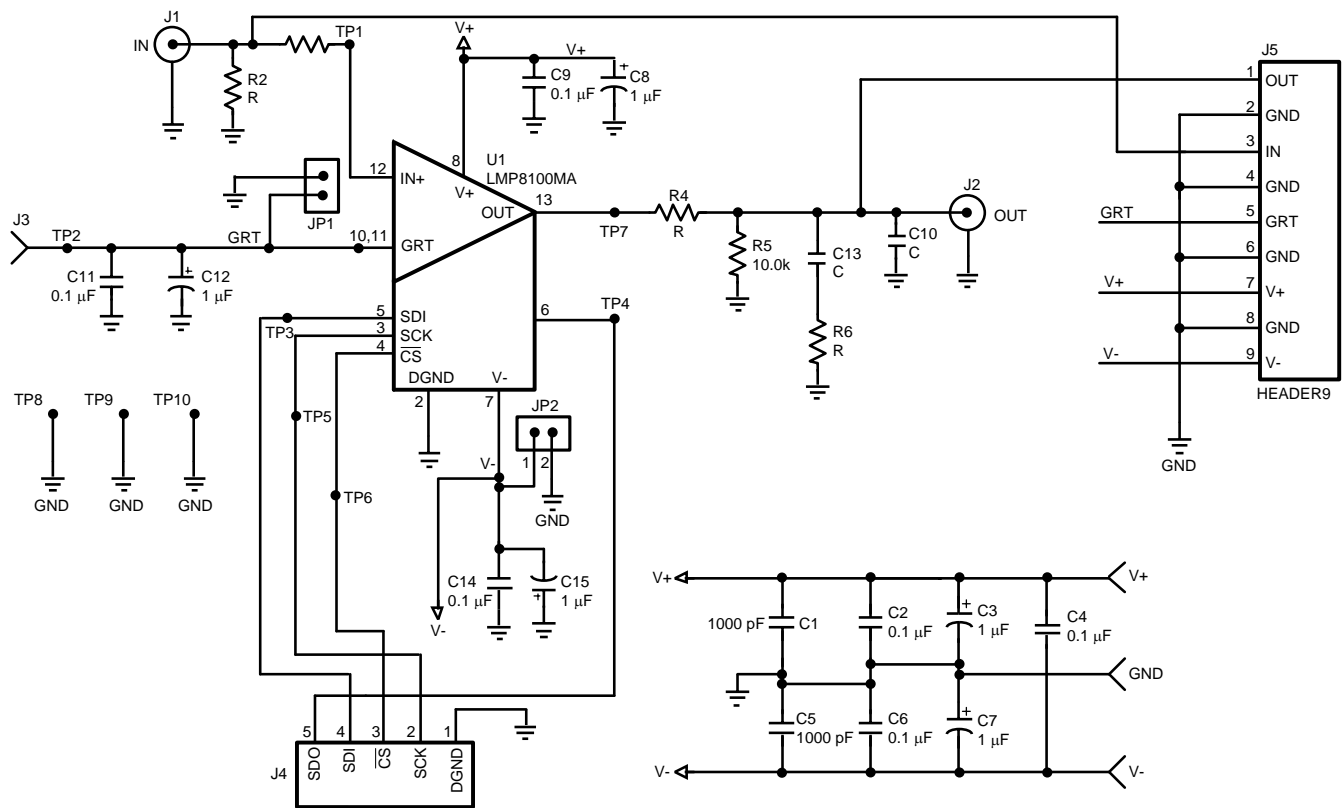 J1
IN
TP1
R2
R
V+
V+
C9
0.1 µF
+
C8
1 µF
J5
1
OUT
2
GND
3
IN
4
GND
GRT
5
GRT
6
GND
V+
7
V+
8
GND
V-
9
V-
HEADER9
GND
12
IN+
8
V+
U1
LMP8100MA
OUT
13
JP1
J3
TP2
GRT
10,11
GRT
C11
0.1 µF
+
C12
1 µF
TP7
R4
R
R5
10.0k
C13
C
C10
C
J2
OUT
R6
R
TP3
5
SDI
3
SCK
4
CS
6
TP4
DGND
V-
2
7
TP8
GND
TP9
GND
TP10
GND
TP5
TP6
JP2
1
2
V-
GND
C14
0.1 µF
+
C15
1 µF
V-
J4
5
SDO
4
SDI
3
CS
2
SCK
1
DGND
V+
V+
1000 pF
C1
C2
0.1 µF
+
C3
1 µF
C4
0.1 µF
GND
C5
1000 pF
C6
0.1 µF
+
C7
1 µF
V-
V-